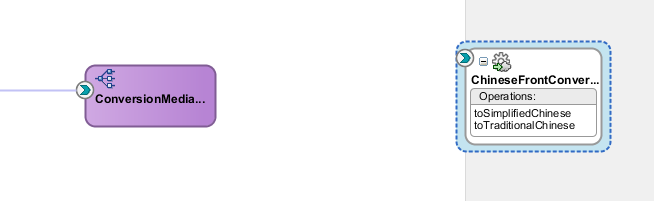 ConversionMedia...
ChineseFrontConver...
Operations:
toSimplifiedChinese
toTraditionalChinese